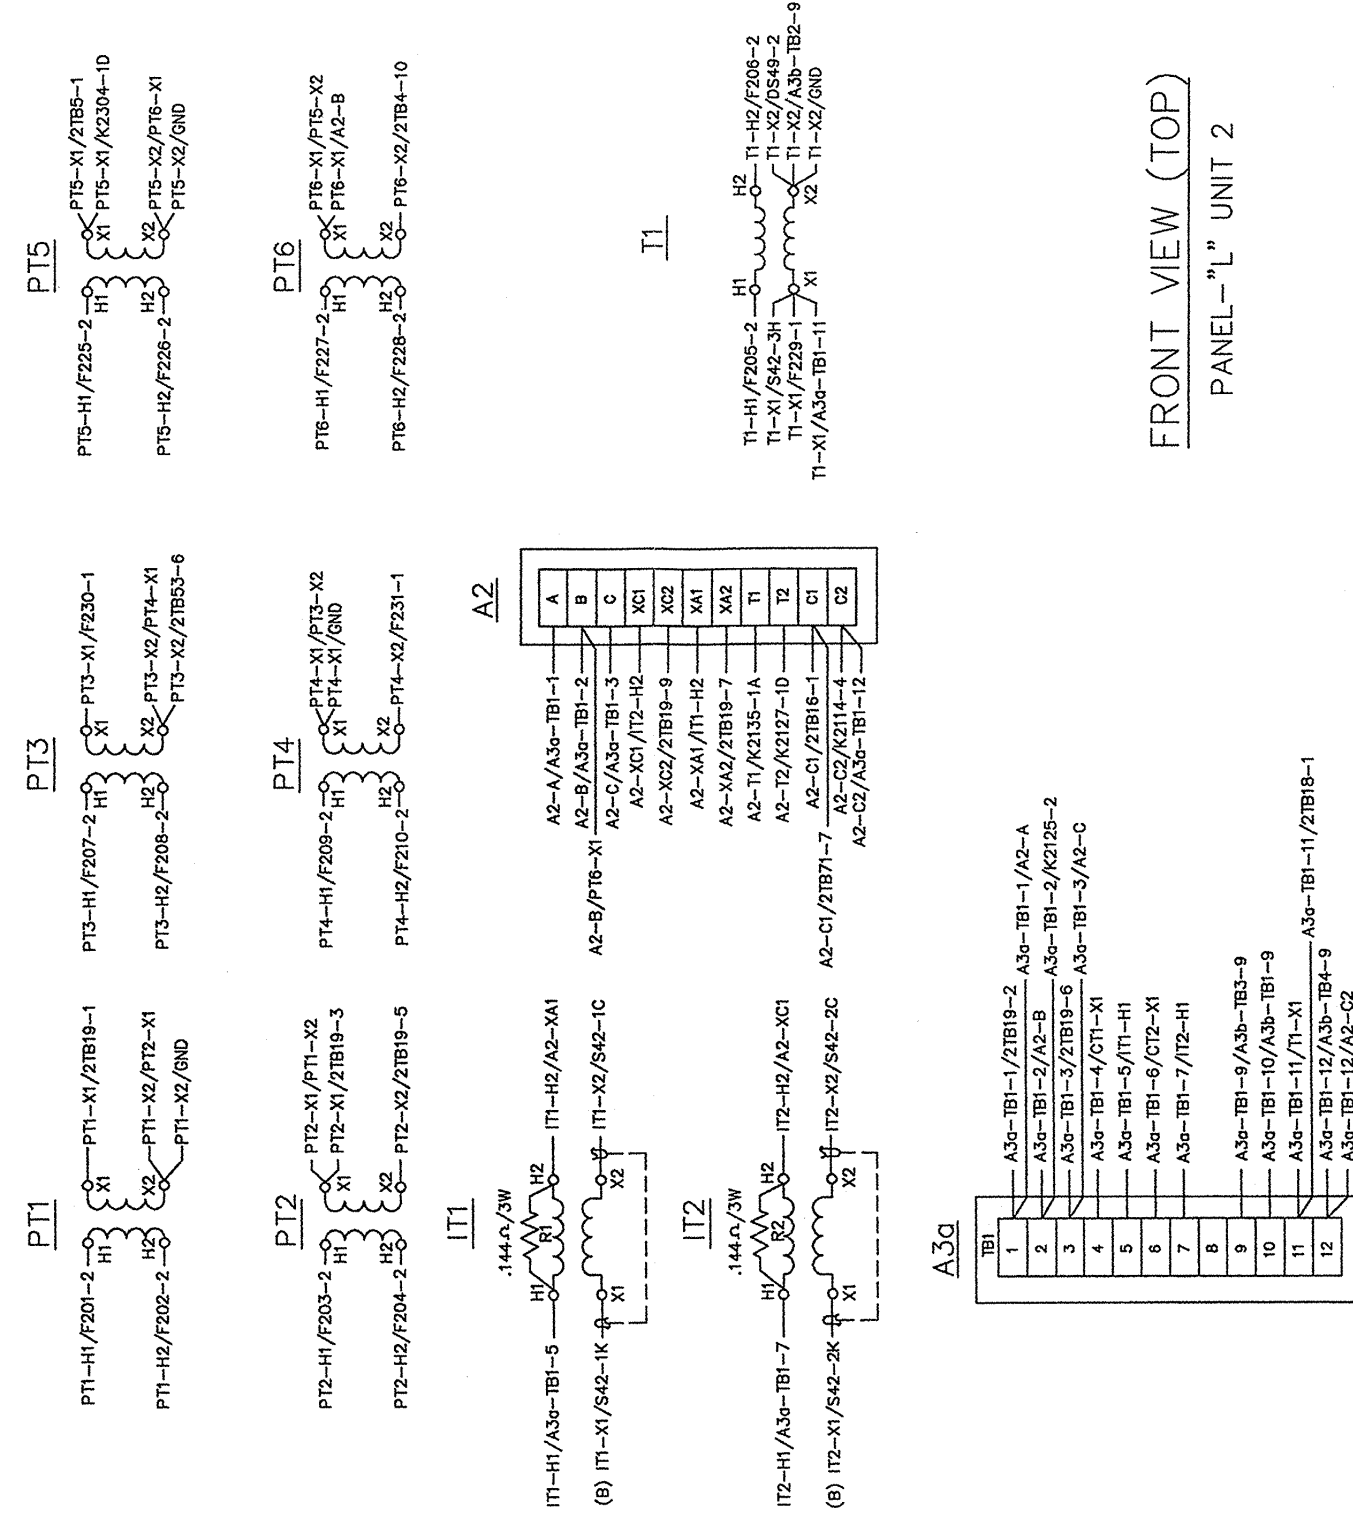 PT1
PT1-H1/F201-2
H1
X1
PT1-X1/2TB19-1
PT1-H2/F202-2
H2
X2
PT1-X2/PT2-X1
PT1-X2/GND
PT3
PT3-H1/F207-2
H1
X1
PT3-X1/F230-1
PT3-H2/F208-2
H2
X2
PT3-X2/PT4-X1
PT3-X2/2TB53-6
PT5
PT5-H1/F225-2
H1
X1
PT5-X1/2TB5-1
PT5-X1/K2304-1D
PT5-H2/F226-2
H2
X2
PT5-X2/PT6-X1
PT5-X2/GND
PT2
PT2-H1/F203-2
H1
X1
PT2-X1/PT1-X2
PT2-X1/2TB19-3
PT2-H2/F204-2
H2
X2
PT2-X2/2TB19-5
PT4
PT4-H1/F209-2
H1
X1
PT4-X1/PT3-X2
PT4-X1/GND
PT4-H2/F210-2
H2
X2
PT4-X2/F231-1
PT6
PT6-H1/F227-2
H1
X1
PT6-X1/PT5-X2
PT6-X1/A2-B
PT6-H2/F228-2
H2
X2
PT6-X2/2TB4-10
IT1
.144Ω/3W
R1
IT1-H1/A3a-TB1-5
H1
H2
IT1-H2/A2-XA1
(B) IT1-X1/S42-1K
X1
X2
IT1-X2/S42-1C
IT2
.144Ω/3W
R2
IT2-H1/A3a-TB1-7
H1
H2
IT2-H2/A2-XC1
(B) IT2-X1/S42-2K
X1
X2
IT2-X2/S42-2C
A2
A2-A/A3a-TB1-1
A
A2-B/A3a-TB1-2
B
A2-B/PT6-X1
A2-C/A3a-TB1-3
C
A2-XC1/IT2-H2
XC1
A2-XC2/2TB19-9
XC2
A2-XA1/IT1-H2
XA1
A2-XA2/2TB19-7
XA2
A2-T1/K2135-1A
T1
A2-T2/K2127-1D
T2
A2-C1/2TB16-1
C1
A2-C1/2TB71-7
A2-C2/K2114-4
C2
A2-C2/A3a-TB1-12
T1
T1-H1/F205-2
H1
H2
T1-H2/F206-2
T1-X1/S42-3H
T1-X2/DS49-2
T1-X1/F229-1
T1-X2/A3b-TB2-9
X1
X2
T1-X1/A3a-TB1-11
T1-X2/GND
A3a
TB1
1
A3a-TB1-1/2TB19-2
A3a-TB1-1/A2-A
2
A3a-TB1-2/A2-B
A3a-TB1-2/K2125-2
3
A3a-TB1-3/2TB19-6
A3a-TB1-3/A2-C
4
A3a-TB1-4/CT1-X1
5
A3a-TB1-5/IT1-H1
6
A3a-TB1-6/CT2-X1
7
A3a-TB1-7/IT2-H1
8
9
A3a-TB1-9/A3b-TB3-9
10
A3a-TB1-10/A3b-TB1-9
11
A3a-TB1-11/T1-X1
A3a-TB1-11/2TB18-1
12
A3a-TB1-12/A3b-TB4-9
A3a-TB1-12/A2-C2
FRONT VIEW (TOP)
PANEL-"L" UNIT 2